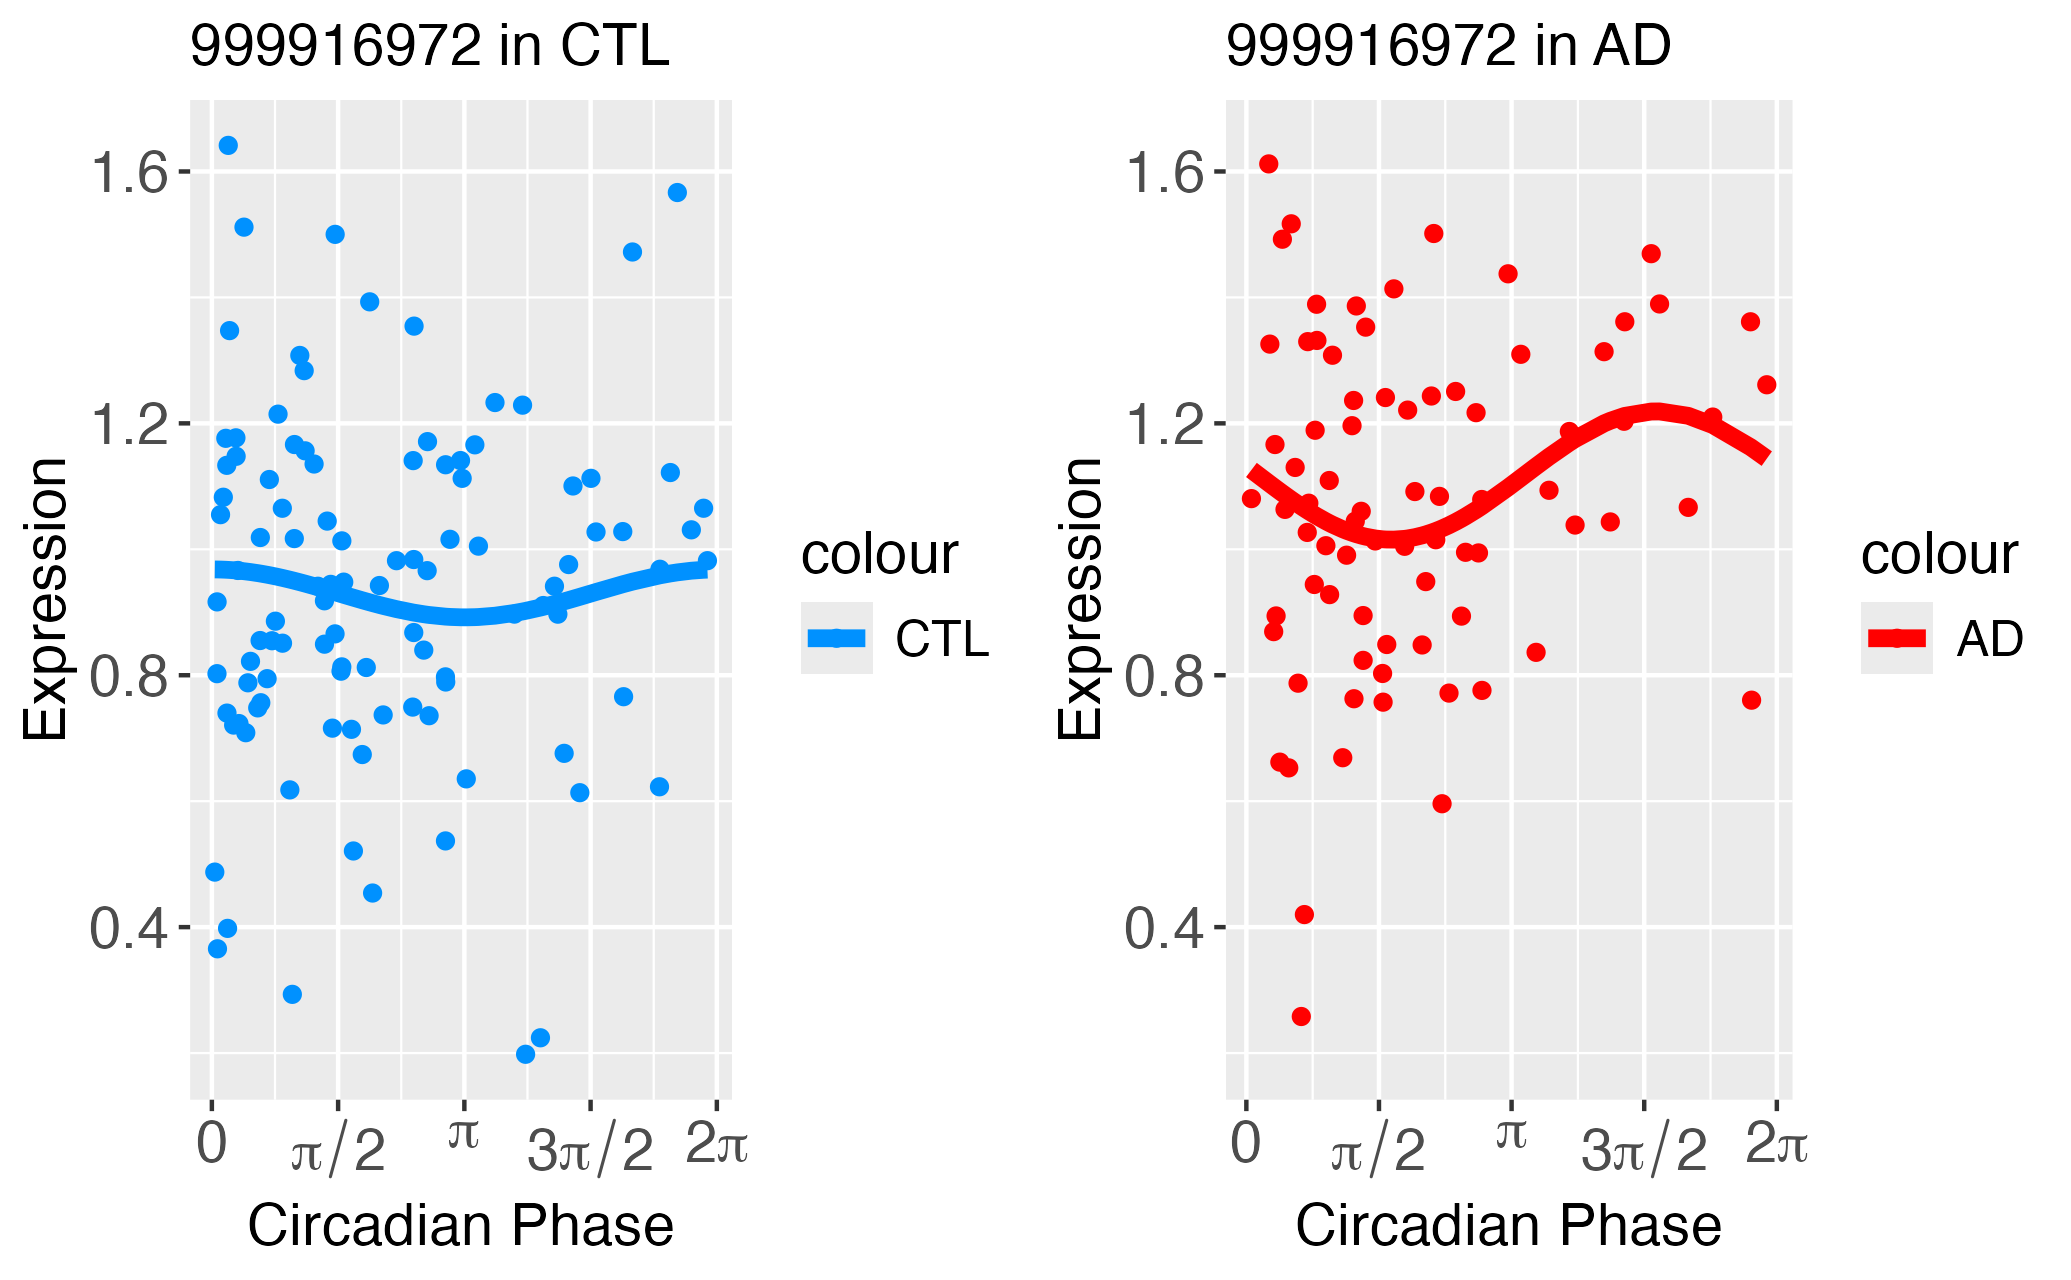 999916972 in CTL
1.6
1.2
0.8
0.4
Expression
0
π/2
π
3π/2
2π
Circadian Phase
colour
CTL
999916972 in AD
1.6
1.2
0.8
0.4
Expression
0
π/2
π
3π/2
2π
Circadian Phase
colour
AD